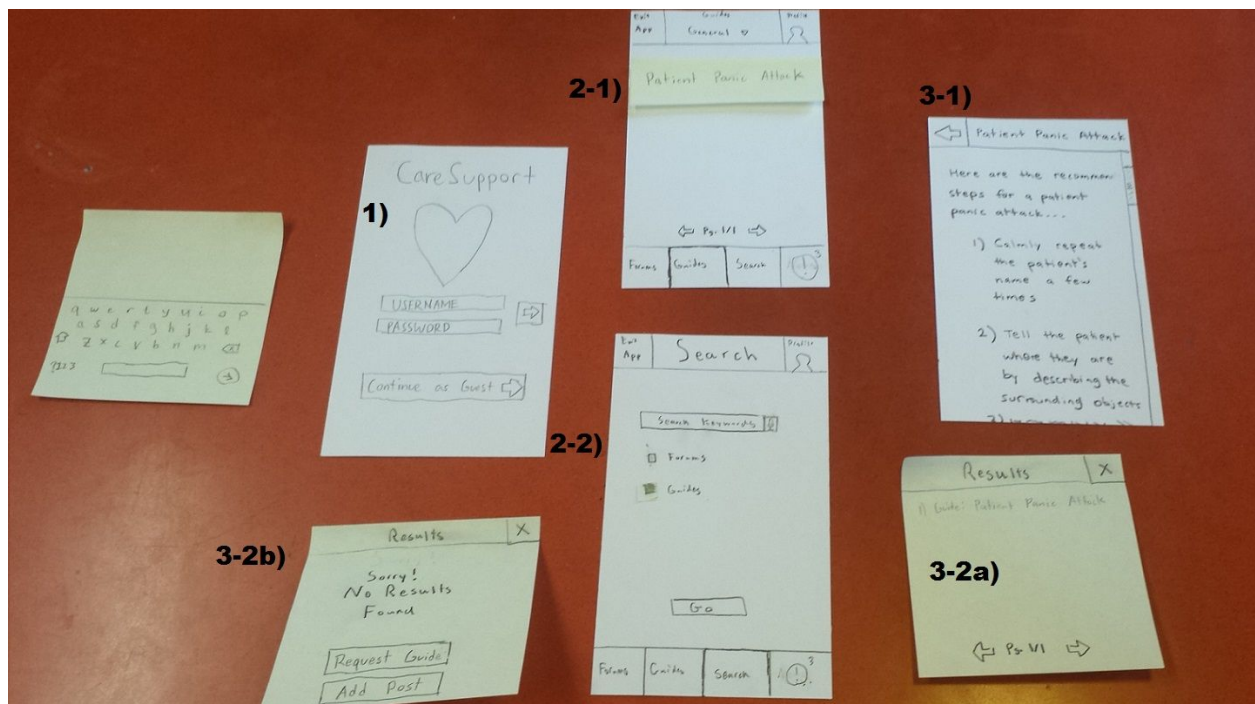 q w e r t y u i o p
a s d f g h j k l
z x c v b n m
?123
1)
CareSupport
USERNAME
PASSWORD
Continue as Guest
2-1)
Exit App
Guides
General
Profile
Patient Panic Attack
Pg. 1/1
Forums
Guides
Search
3
2-2)
Exit App
Search
Profile
Search Keywords
Forums
Guides
Go
Forums
Guides
Search
3
3-1)
Patient Panic Attack
Here are the recommen
steps for a patient
panic attack...
1) Calmly repeat
the patient's
name a few
times
2) Tell the patient
where they are
by describing the
surrounding objects
3-2a)
Results
X
1) Guide: Patient Panic Attack
Pg 1/1
3-2b)
Results
X
Sorry!
No Results
Found
Request Guide
Add Post